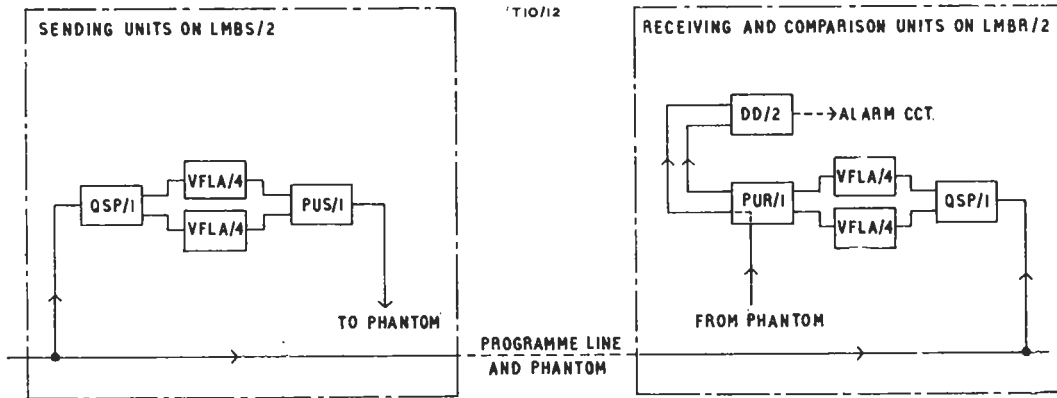 'T10/12
SENDING UNITS ON LMBS/2
RECEIVING AND COMPARISON UNITS ON LMBR/2
DD/2
ALARM CCT.
VFLA/4
VFLA/4
QSP/1
PUS/1
PUR/1
QSP/1
VFLA/4
VFLA/4
TO PHANTOM
FROM PHANTOM
PROGRAMME LINE
AND PHANTOM